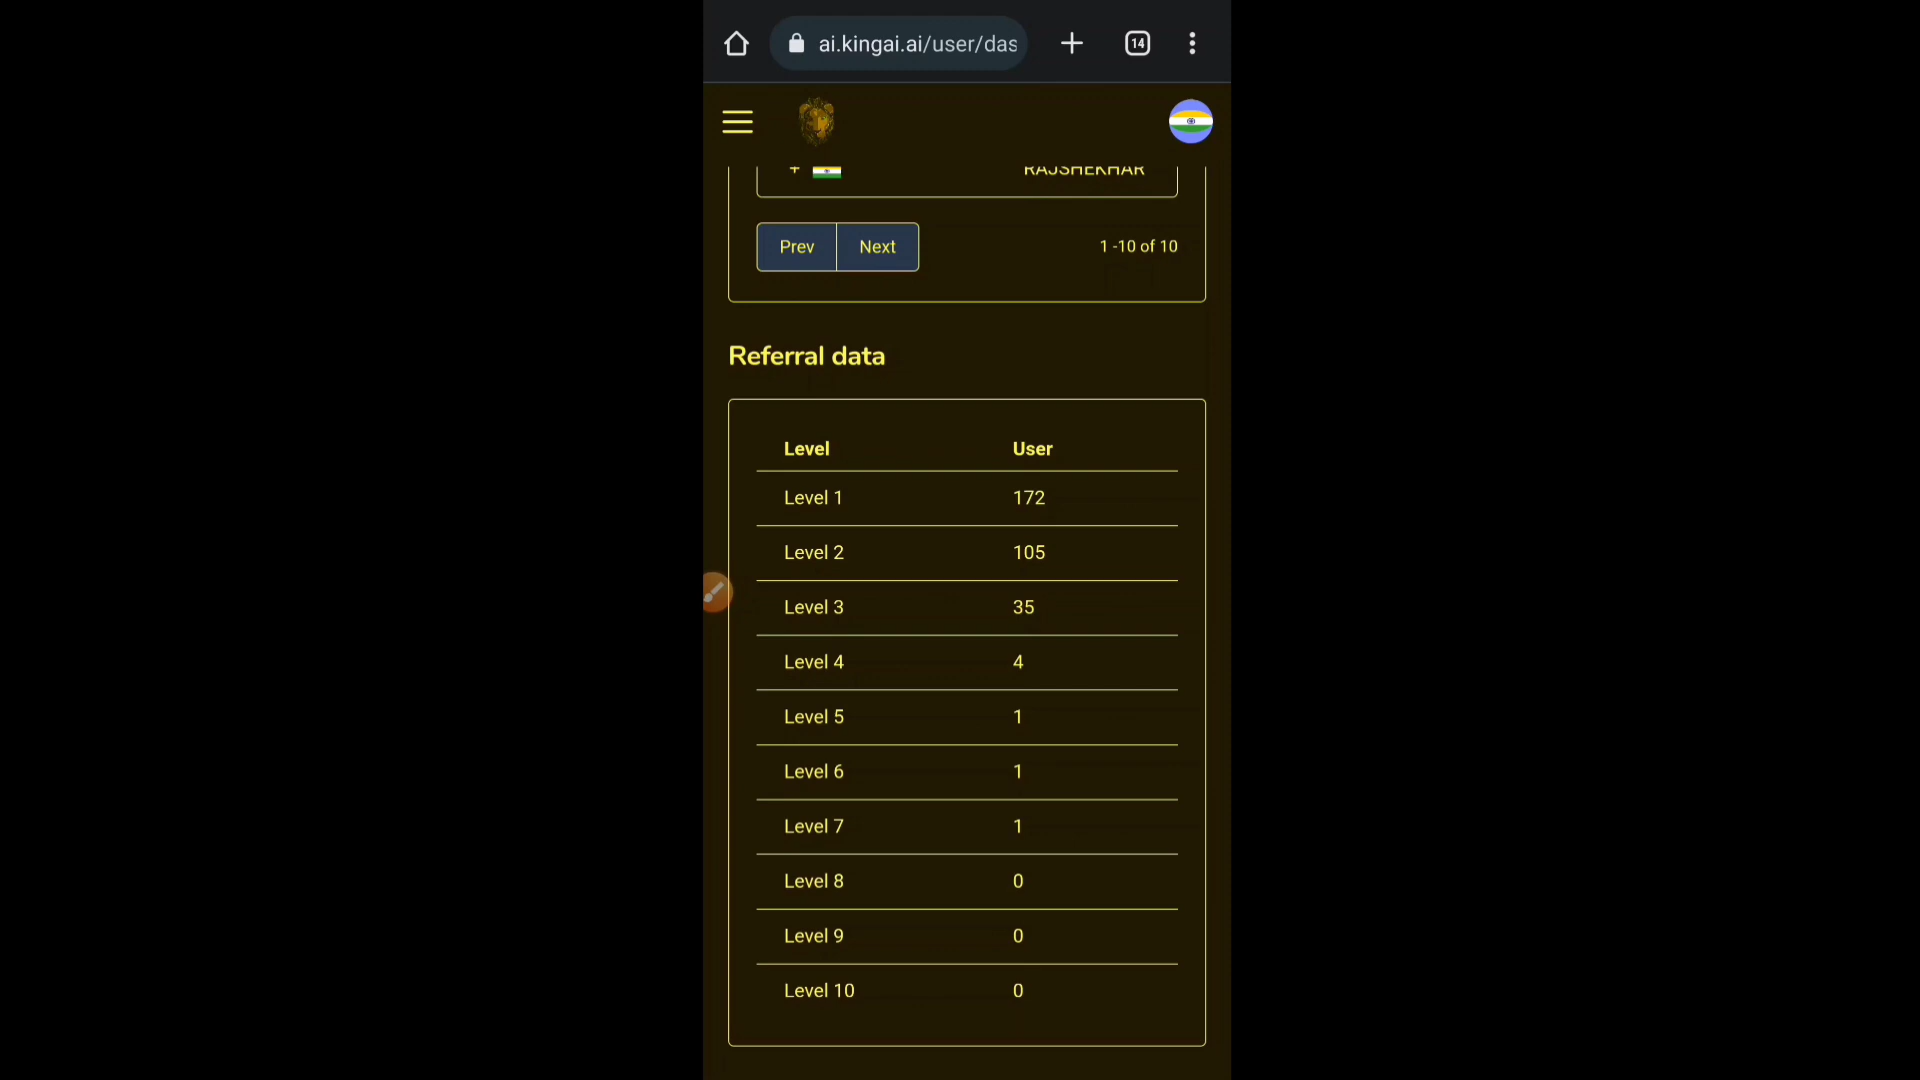 ai.kingai.ai/user/das
14
+ RAJSHEKHAR
Prev Next 1 -10 of 10
Referral data
Level User
Level 1 172
Level 2 105
Level 3 35
Level 4 4
Level 5 1
Level 6 1
Level 7 1
Level 8 0
Level 9 0
Level 10 0